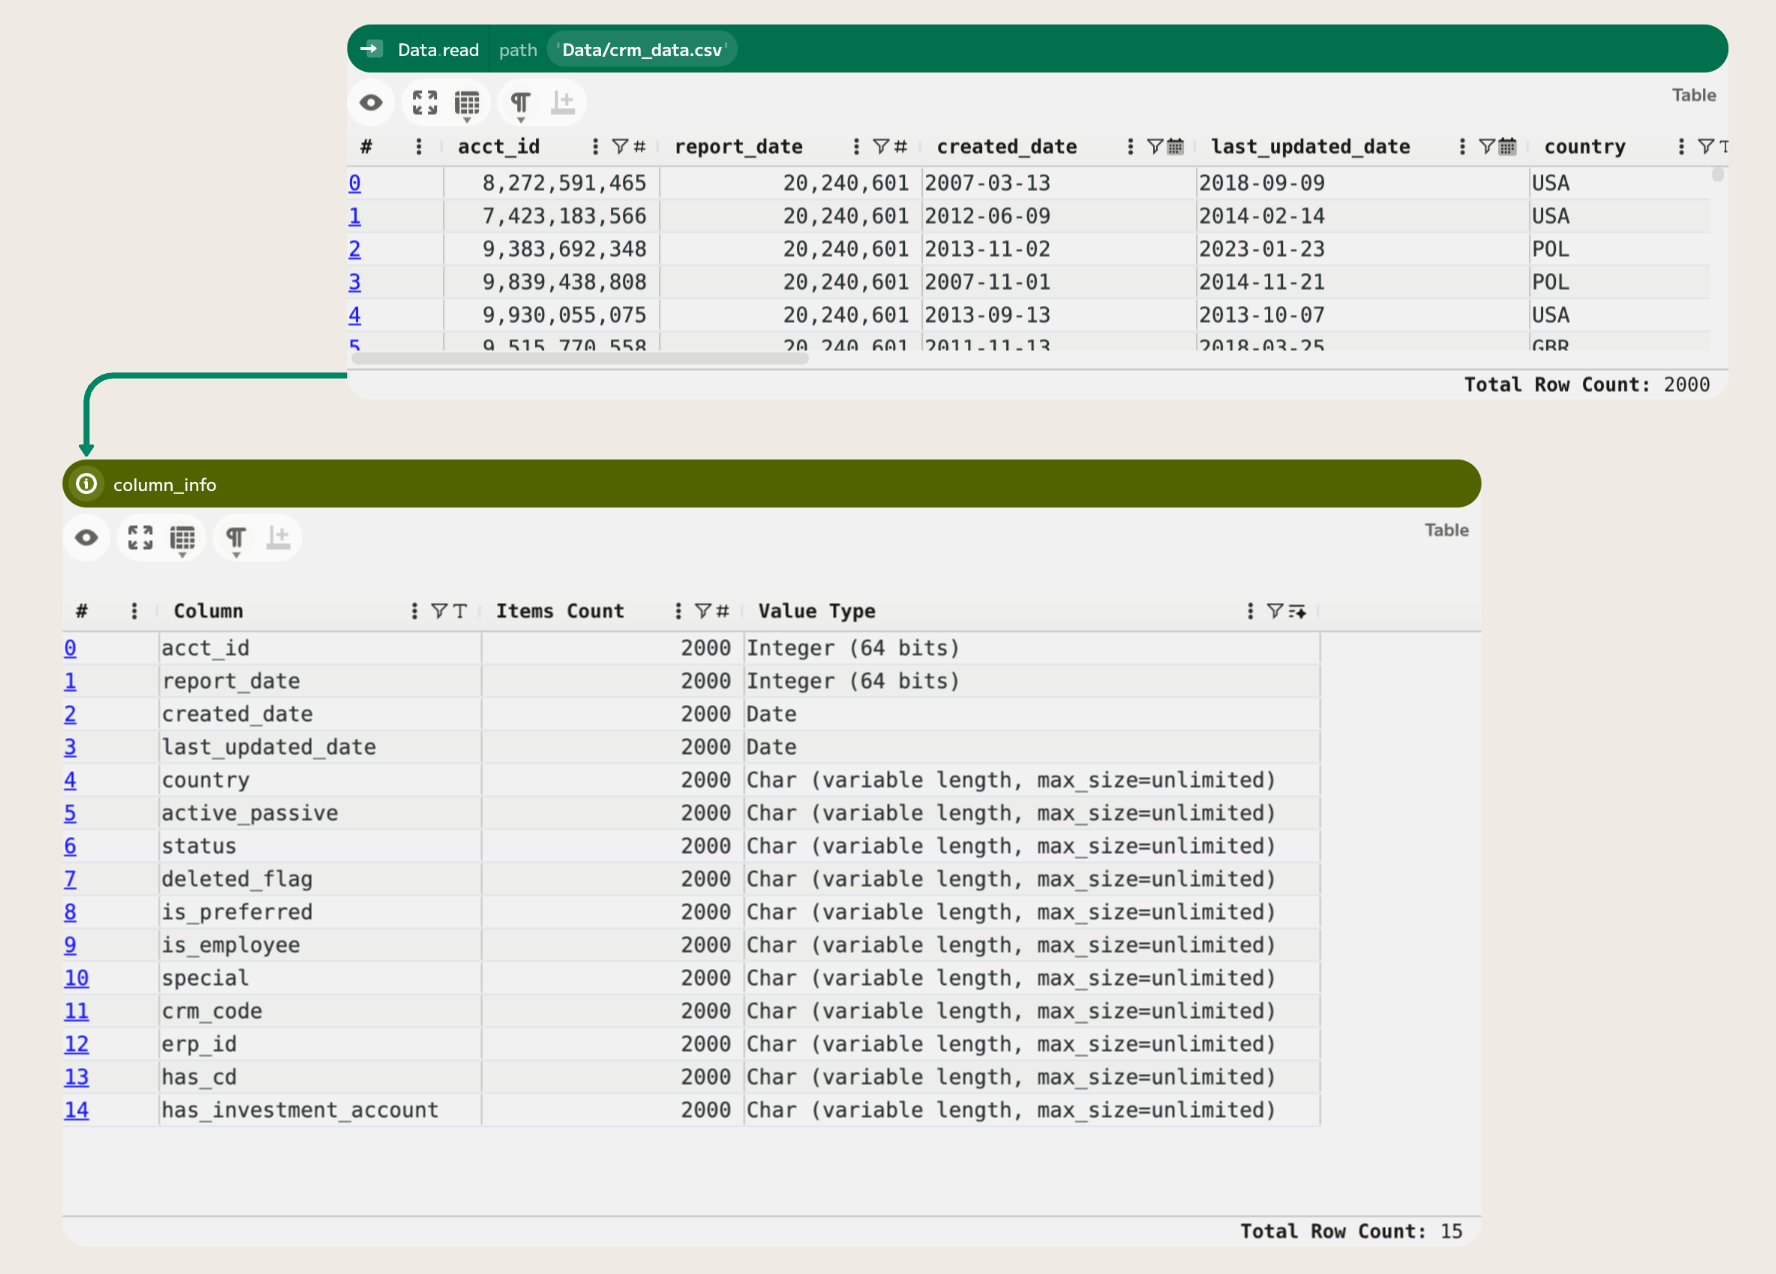 Data.read path 'Data/crm_data.csv'
Table
# acct_id # report_date # created_date last_updated_date country T
0 8,272,591,465 20,240,601 2007-03-13 2018-09-09 USA
1 7,423,183,566 20,240,601 2012-06-09 2014-02-14 USA
2 9,383,692,348 20,240,601 2013-11-02 2023-01-23 POL
3 9,839,438,808 20,240,601 2007-11-01 2014-11-21 POL
4 9,930,055,075 20,240,601 2013-09-13 2013-10-07 USA
5 9,515,770,558 20,240,601 2011-11-13 2018-03-25 GBR
Total Row Count: 2000
column_info
Table
# Column T Items Count # Value Type
0 acct_id 2000 Integer (64 bits)
1 report_date 2000 Integer (64 bits)
2 created_date 2000 Date
3 last_updated_date 2000 Date
4 country 2000 Char (variable length, max_size=unlimited)
5 active_passive 2000 Char (variable length, max_size=unlimited)
6 status 2000 Char (variable length, max_size=unlimited)
7 deleted_flag 2000 Char (variable length, max_size=unlimited)
8 is_preferred 2000 Char (variable length, max_size=unlimited)
9 is_employee 2000 Char (variable length, max_size=unlimited)
10 special 2000 Char (variable length, max_size=unlimited)
11 crm_code 2000 Char (variable length, max_size=unlimited)
12 erp_id 2000 Char (variable length, max_size=unlimited)
13 has_cd 2000 Char (variable length, max_size=unlimited)
14 has_investment_account 2000 Char (variable length, max_size=unlimited)
Total Row Count: 15